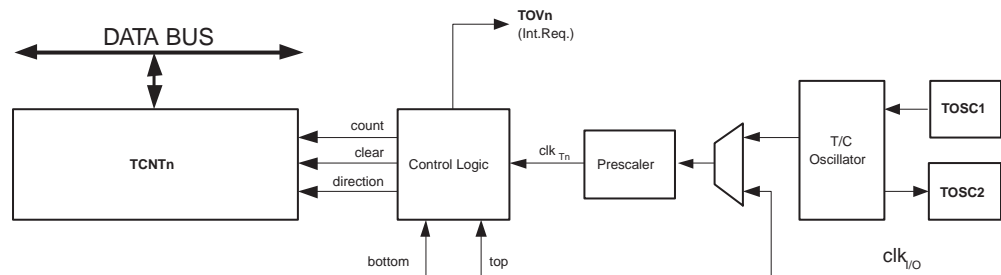 TOVn
(Int.Req.)
DATA BUS
TOSC1
count
T/C
Oscillator
TCNTn
clear
Control Logic
clk Tn
Prescaler
direction
TOSC2
bottom
top
clk I/O